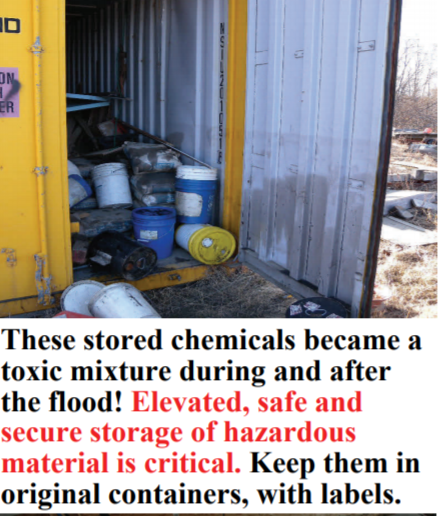 ON
ER
These stored chemicals became a
toxic mixture during and after
the flood! Elevated, safe and
secure storage of hazardous
material is critical. Keep them in
original containers, with labels.